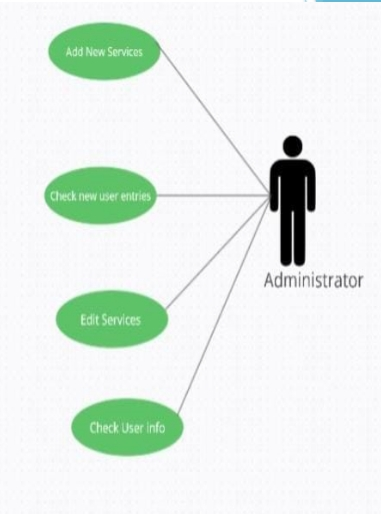 Add New Services
Check new user entries
Administrator
Edit Services
Check User info